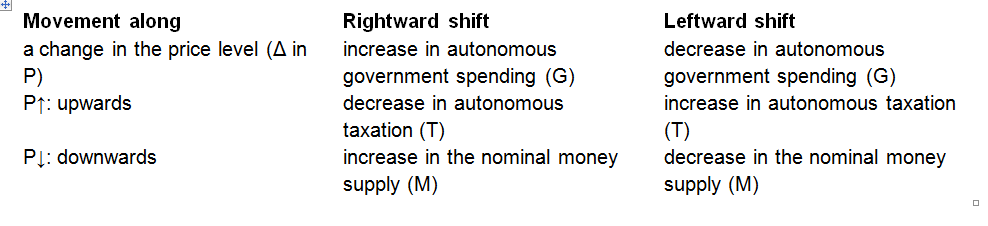 Movement along
a change in the price level (Δ in
P)
P↑: upwards
P↓: downwards
Rightward shift
increase in autonomous
government spending (G)
decrease in autonomous
taxation (T)
increase in the nominal money
supply (M)
Leftward shift
decrease in autonomous
government spending (G)
increase in autonomous taxation
(T)
decrease in the nominal money
supply (M)